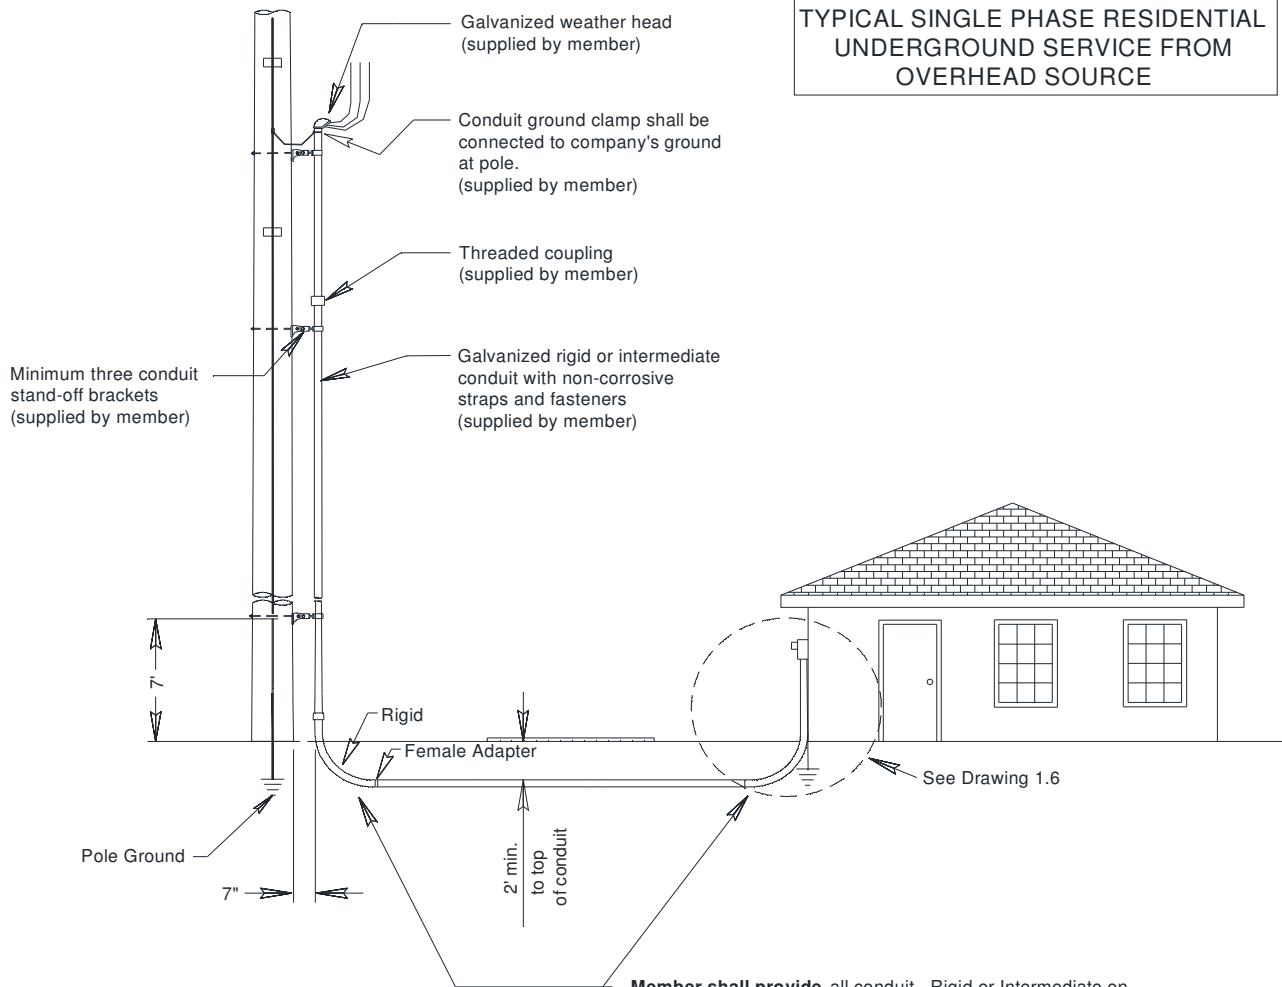 TYPICAL SINGLE PHASE RESIDENTIAL
UNDERGROUND SERVICE FROM
OVERHEAD SOURCE
Galvanized weather head
(supplied by member)
Conduit ground clamp shall be
connected to company's ground
at pole.
(supplied by member)
Threaded coupling
(supplied by member)
Galvanized rigid or intermediate
conduit with non-corrosive
straps and fasteners
(supplied by member)
Minimum three conduit
stand-off brackets
(supplied by member)
7'
Rigid
Female Adapter
See Drawing 1.6
Pole Ground
7"
2' min.
to top
of conduit
Member shall provide all conduit - Rigid or Intermediate on